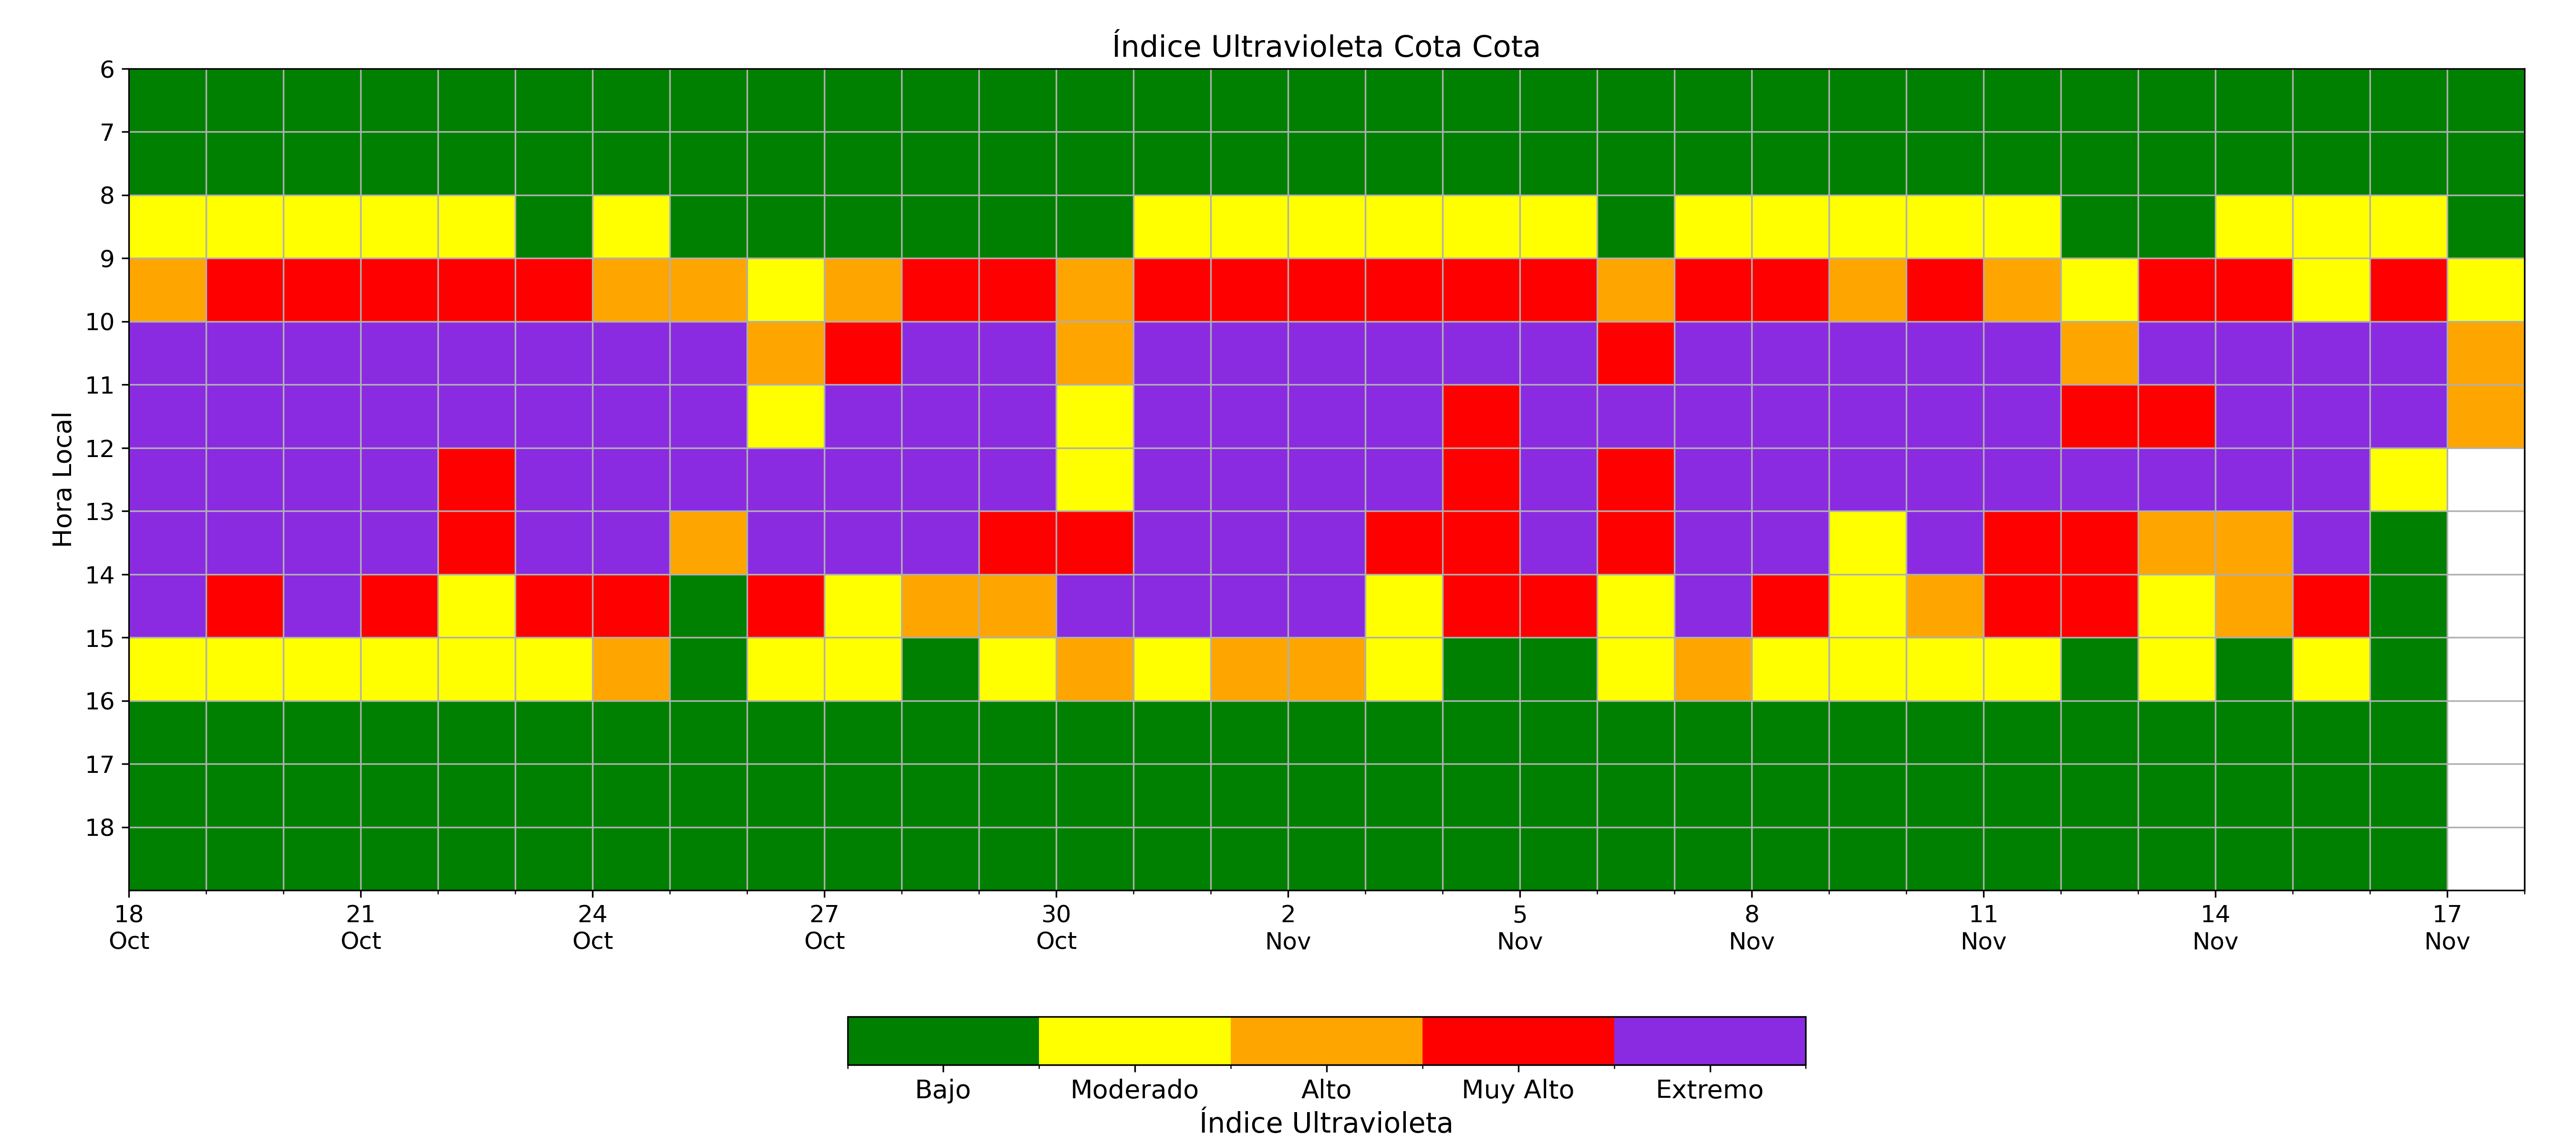 Índice Ultravioleta Cota Cota
Hora Local
6
7
8
9
10
11
12
13
14
15
16
17
18
18 21 24 27 30 2 5 8 11 14 117
Oct Oct Oct Oct Oct Nov Nov Nov Nov Nov Nov
Bajo Moderado Alto Muy Alto Extremo
Índice Ultravioleta